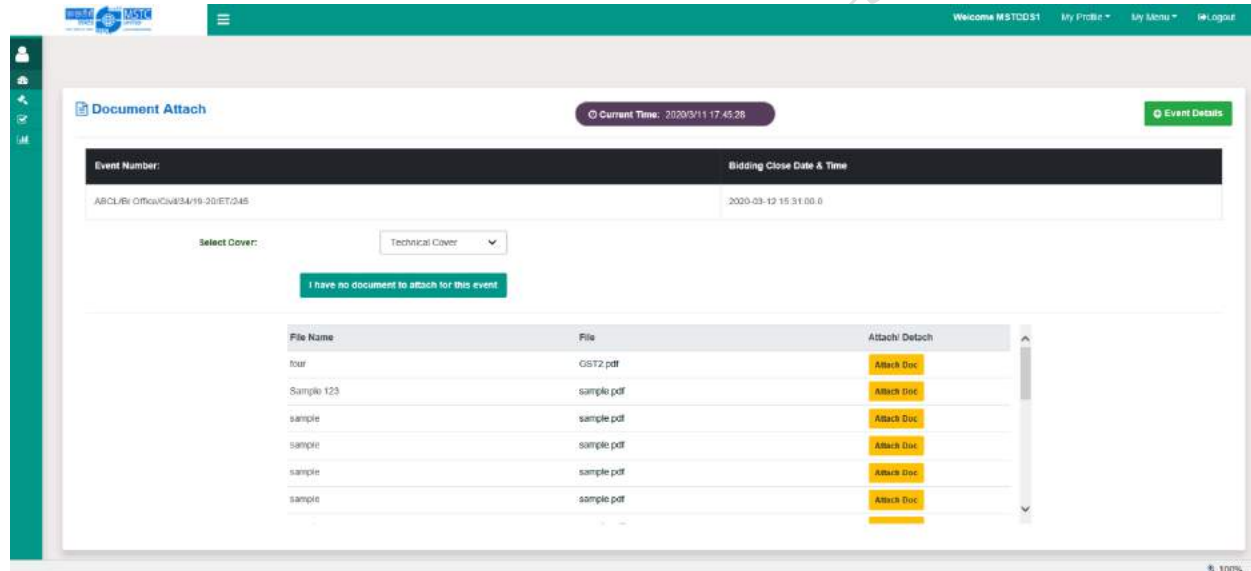 MSTC
Welcome MSTCDS1 My Profile My Menu Logout
Document Attach
Current Time: 2020/3/11 17:45:28
Event Details
Event Number: Bidding Close Date & Time
ABCL/Br Office/Civil/34/19-20/ET/245 2020-03-12 15:31:00.0
Select Cover: Technical Cover
I have no document to attach for this event
File Name File Attach/ Detach
four GST2.pdf Attach Doc
Sample 123 sample.pdf Attach Doc
sample sample.pdf Attach Doc
sample sample.pdf Attach Doc
sample sample.pdf Attach Doc
sample sample.pdf Attach Doc
100%